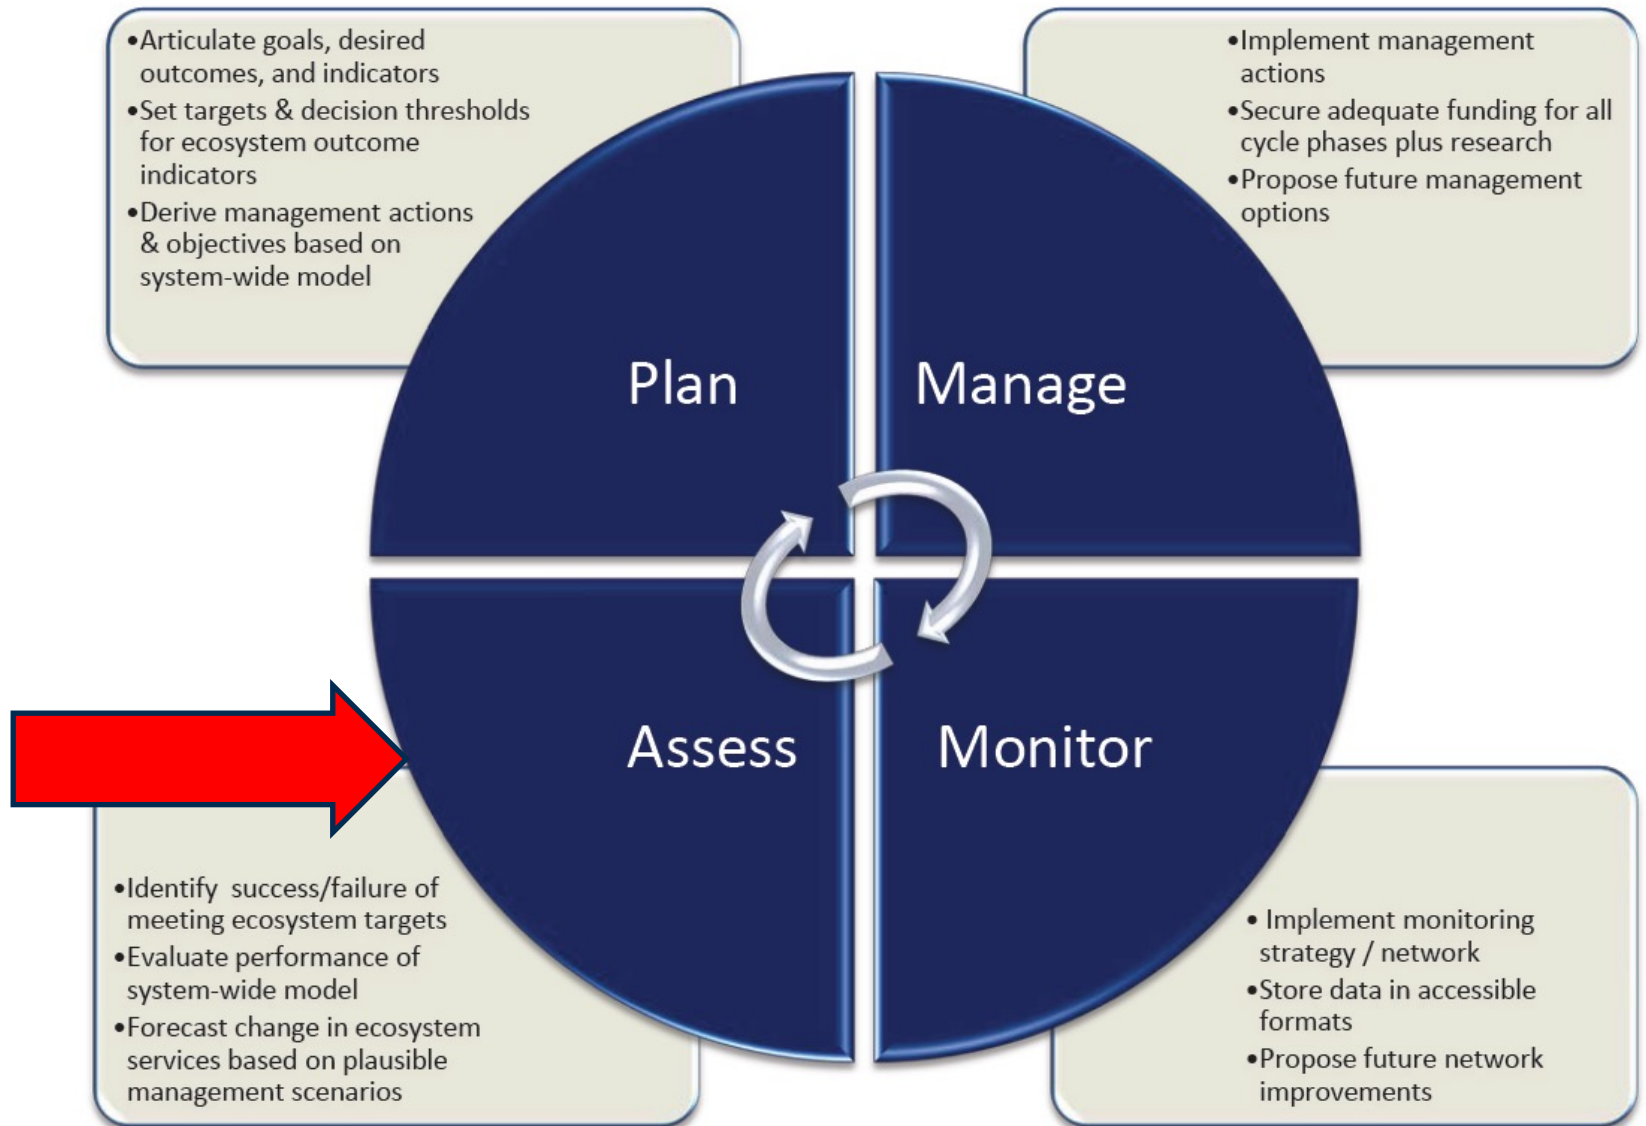 •Articulate goals, desired
outcomes, and indicators
•Set targets & decision thresholds
for ecosystem outcome
indicators
•Derive management actions
& objectives based on
system-wide model
•Implement management
actions
•Secure adequate funding for all
cycle phases plus research
•Propose future management
options
Plan
Manage
Assess
Monitor
•Identify success/failure of
meeting ecosystem targets
•Evaluate performance of
system-wide model
•Forecast change in ecosystem
services based on plausible
management scenarios
• Implement monitoring
strategy / network
•Store data in accessible
formats
•Propose future network
improvements